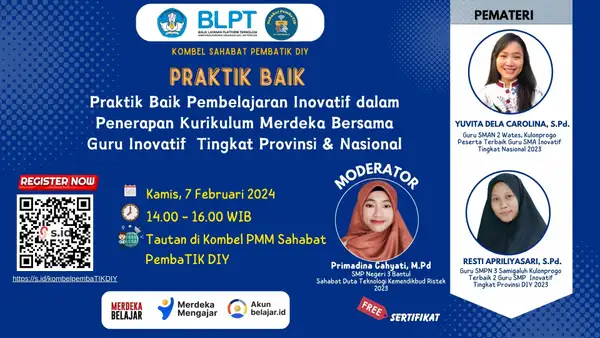 BLPT
BALAI LAYANAN PLATFORM TEKNOLOGI
KOMBEL SAHABAT PEMBATIK DIY
PRAKTIK BAIK
Praktik Baik Pembelajaran Inovatif dalam
Penerapan Kurikulum Merdeka Bersama
Guru Inovatif Tingkat Provinsi & Nasional
REGISTER NOW
s.id
https://s.id/kombelpembaTIKDIY
Kamis, 7 Februari 2024
14.00 - 16.00 WIB
Tautan di Kombel PMM Sahabat
PembaTIK DIY
MODERATOR
Primadina Cahyati, M.Pd
SMP Negeri 3 Bantul
Sahabat Duta Teknologi Kemendikbud Ristek
2023
FREE
SERTIFIKAT
MERDEKA
BELAJAR
Merdeka
Mengajar
Akun
belajar.id
PEMATERI
YUVITA DELA CAROLINA, S.Pd.
Guru SMAN 2 Wates, Kulonprogo
Peserta Terbaik Guru SMA Inovatif
Tingkat Nasional 2023
RESTI APRILIYASARI, S.Pd.
Guru SMPN 3 Samigaluh Kulonprogo
Terbaik 2 Guru SMP Inovatif
Tingkat Provinsi DIY 2023